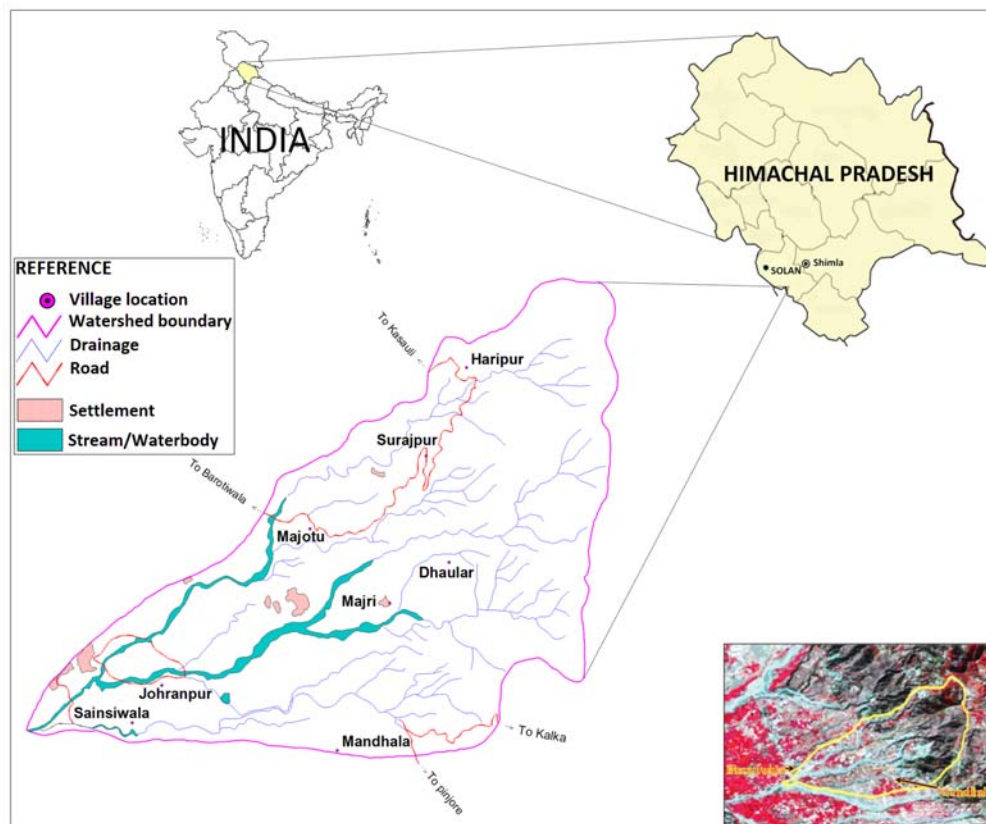 INDIA
HIMACHAL PRADESH
SOLAN
Shimla
REFERENCE
Village location
Watershed boundary
Drainage
Road
Settlement
Stream/Waterbody
To Kasauli
Haripur
Surajpur
To Barotiwala
Majotu
Dhaular
Majri
Johranpur
Sainsiwala
Mandhala
To Kalka
To pinjore